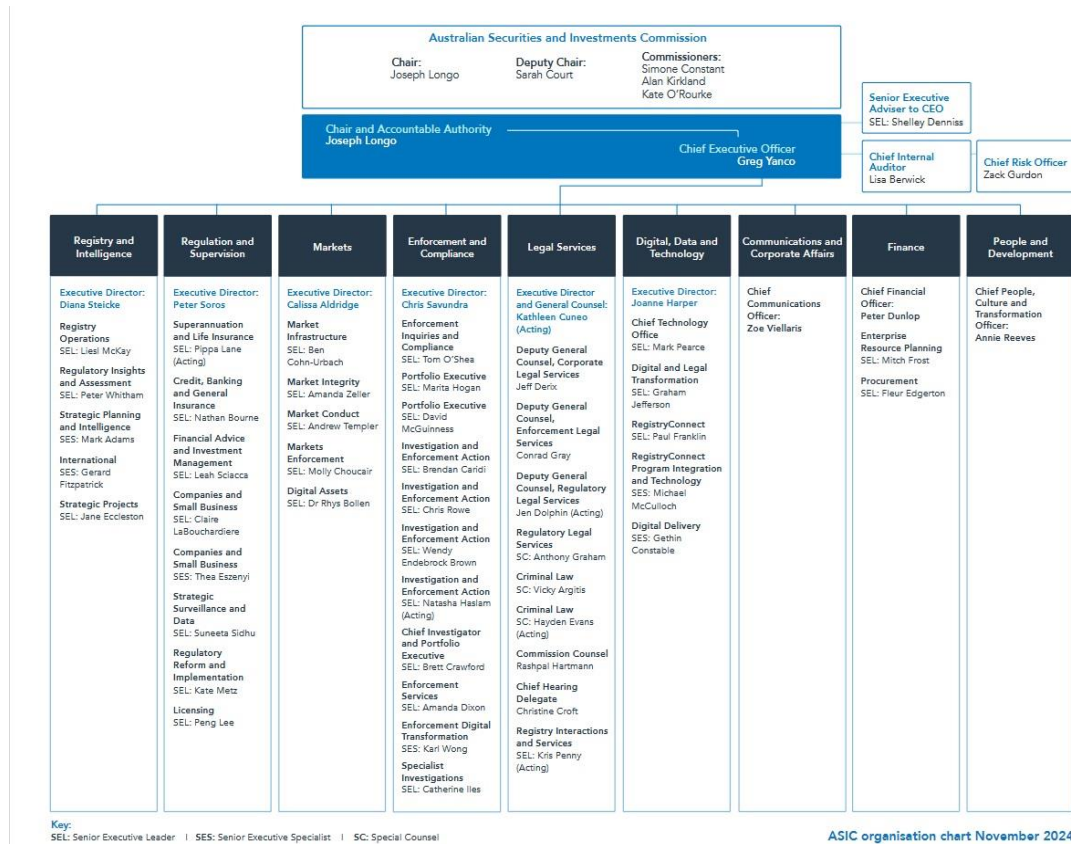 Australian Securities and Investments Commission
Chair:
Joseph Longo
Deputy Chair:
Sarah Court
Commissioners:
Simone Constant
Alan Kirkland
Kate O'Rourke
Senior Executive
Adviser to CEO
SEL: Shelley Denniss
Chair and Accountable Authority
Joseph Longo
Chief Executive Officer
Greg Yanco
Chief Internal
Auditor
Lisa Berwick
Chief Risk Officer
Zack Gurdon
Registry and
Intelligence
Executive Director:
Diana Steicke
Registry
Operations
SEL: Liesl McKay
Regulatory Insights
and Assessment
SEL: Peter Whitham
Strategic Planning
and Intelligence
SES: Mark Adams
International
SES: Gerard
Fitzpatrick
Strategic Projects
SEL: Jane Eccleston
Regulation and
Supervision
Executive Director:
Peter Soros
Superannuation
and Life Insurance
SEL: Pippa Lane
(Acting)
Credit, Banking
and General
Insurance
SEL: Nathan Bourne
Financial Advice
and Investment
Management
SEL: Leah Sciacca
Companies and
Small Business
SEL: Claire
LaBouchardiere
Companies and
Small Business
SES: Thea Eszenyi
Strategic
Surveillance and
Data
SEL: Suneeta Sidhu
Regulatory
Reform and
Implementation
SEL: Kate Metz
Licensing
SEL: Peng Lee
Markets
Executive Director:
Calissa Aldridge
Market
Infrastructure
SEL: Ben
Cohn-Urbach
Market Integrity
SEL: Amanda Zeller
Market Conduct
SEL: Andrew Templer
Markets
Enforcement
SEL: Molly Choucair
Digital Assets
SEL: Dr Rhys Bollen
Enforcement and
Compliance
Executive Director:
Chris Savundra
Enforcement
Inquiries and
Compliance
SEL: Tom O'Shea
Portfolio Executive
SEL: Marita Hogan
Portfolio Executive
SEL: David
McGuinness
Investigation and
Enforcement Action
SEL: Brendan Caridi
Investigation and
Enforcement Action
SEL: Chris Rowe
Investigation and
Enforcement Action
SEL: Wendy
Endebrock Brown
Investigation and
Enforcement Action
SEL: Natasha Haslam
(Acting)
Chief Investigator
and Portfolio
Executive
SEL: Brett Crawford
Enforcement
Services
SEL: Amanda Dixon
Enforcement Digital
Transformation
SES: Karl Wong
Specialist
Investigations
SEL: Catherine Iles
Legal Services
Executive Director
and General Counsel:
Kathleen Cuneo
(Acting)
Deputy General
Counsel, Corporate
Legal Services
Jeff Derix
Deputy General
Counsel,
Enforcement Legal
Services
Conrad Gray
Deputy General
Counsel, Regulatory
Legal Services
Jen Dolphin (Acting)
Regulatory Legal
Services
SC: Anthony Graham
Criminal Law
SC: Vicky Argitis
Criminal Law
SC: Hayden Evans
(Acting)
Commission Counsel
Rashpal Hartmann
Chief Hearing
Delegate
Christine Croft
Registry Interactions
and Services
SEL: Kris Penny
(Acting)
Digital, Data and
Technology
Executive Director:
Joanne Harper
Chief Technology
Office
SEL: Mark Pearce
Digital and Legal
Transformation
SEL: Graham
Jefferson
RegistryConnect
SEL: Paul Franklin
RegistryConnect
Program Integration
and Technology
SES: Michael
McCulloch
Digital Delivery
SES: Gethin
Constable
Communications and
Corporate Affairs
Chief
Communications
Officer:
Zoe Viellaris
Finance
Chief Financial
Officer:
Peter Dunlop
Enterprise
Resource Planning
SEL: Mitch Frost
Procurement
SEL: Fleur Edgerton
People and
Development
Chief People,
Culture and
Transformation
Officer:
Annie Reeves
Key:
SEL: Senior Executive Leader | SES: Senior Executive Specialist | SC: Special Counsel
ASIC organisation chart November 2024